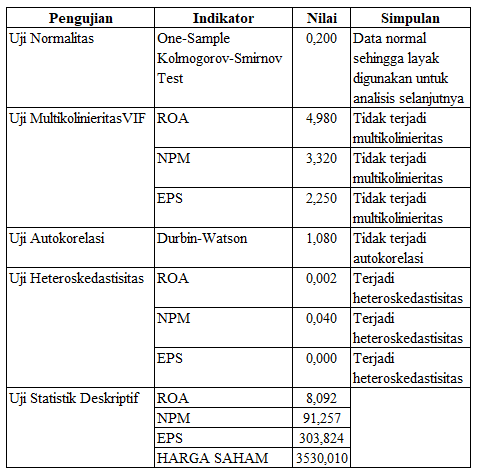 Pengujian Indikator Nilai Simpulan
Uji Normalitas One-Sample 0,200 Data normal
Kolmogorov-Smirnov sehingga layak
Test digunakan untuk
analisis selanjutnya
Uji MultikolinieritasVIF ROA 4,980 Tidak terjadi
multikolinieritas
NPM 3,320 Tidak terjadi
multikolinieritas
EPS 2,250 Tidak terjadi
multikolinieritas
Uji Autokorelasi Durbin-Watson 1,080 Tidak terjadi
autokorelasi
Uji Heteroskedastisitas ROA 0,002 Terjadi
heteroskedastisitas
NPM 0,040 Terjadi
heteroskedastisitas
EPS 0,000 Terjadi
heteroskedastisitas
Uji Statistik Deskriptif ROA 8,092
NPM 91,257
EPS 303,824
HARGA SAHAM 3530,010